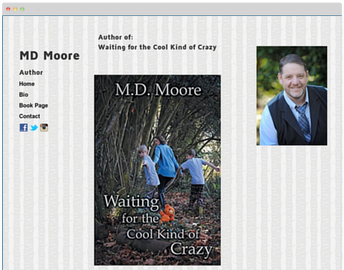 Author of:
Waiting for the Cool Kind of Crazy
MD Moore
Author
Home
Bio
Book Page
Contact
M.D. Moore
Waiting
for the
Cool Kind of
Crazy